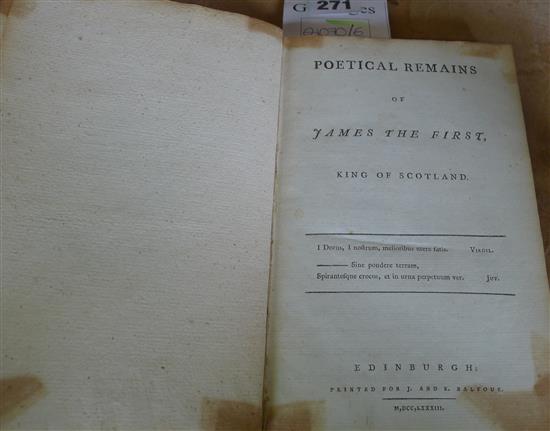 271
POETICAL REMAINS
OF
JAMES THE FIRST,
KING OF SCOTLAND.
I Decus, I nostrum, melioribus utere fatis. VIRGIL.
Sine pondere terram,
Spirantesque crocos, et in urna perpetuum ver. JUV.
EDINBURGH:
PRINTED FOR J. AND E. BALFOUR.
M,DCC,LXXXIII.